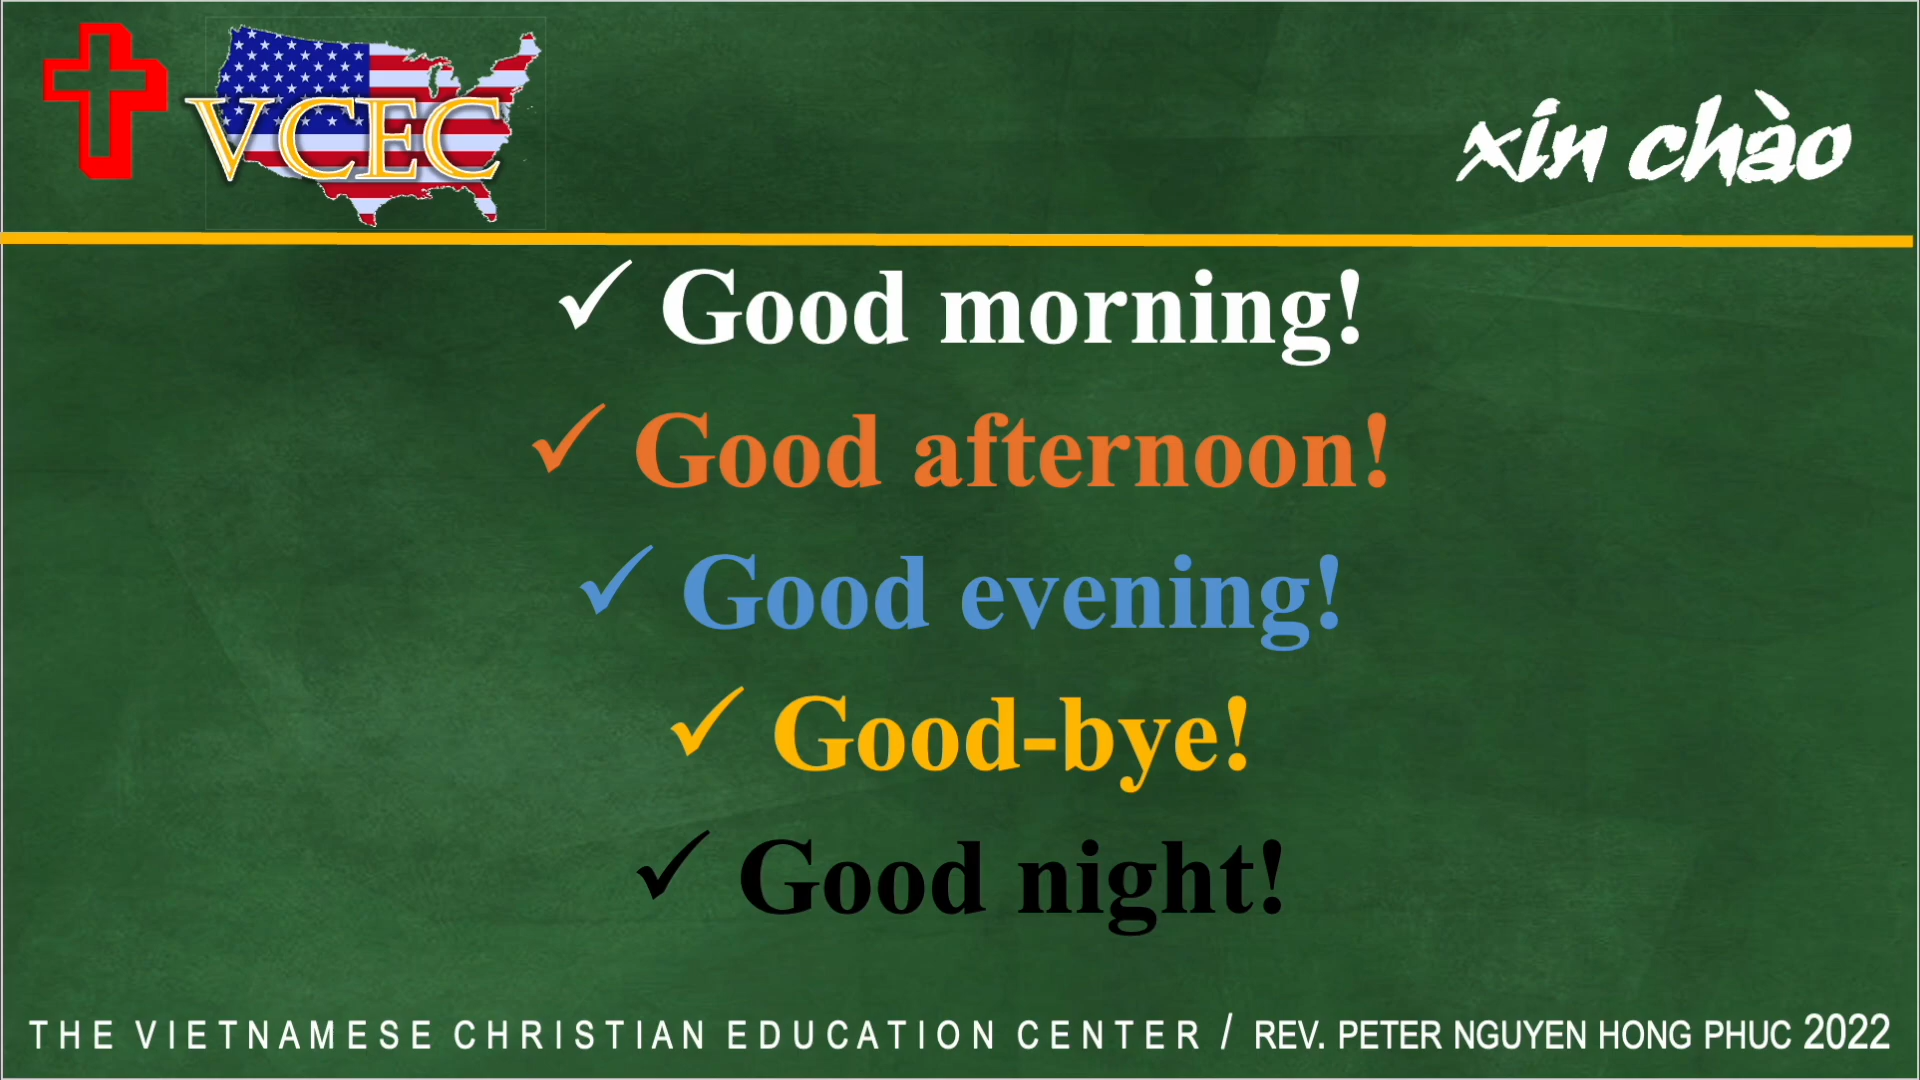 VCEC
xin chào
✓ Good morning!
✓ Good afternoon!
✓ Good evening!
✓ Good-bye!
✓ Good night!
THE VIETNAMESE CHRISTIAN EDUCATION CENTER / REV. PETER NGUYEN HONG PHUC 2022